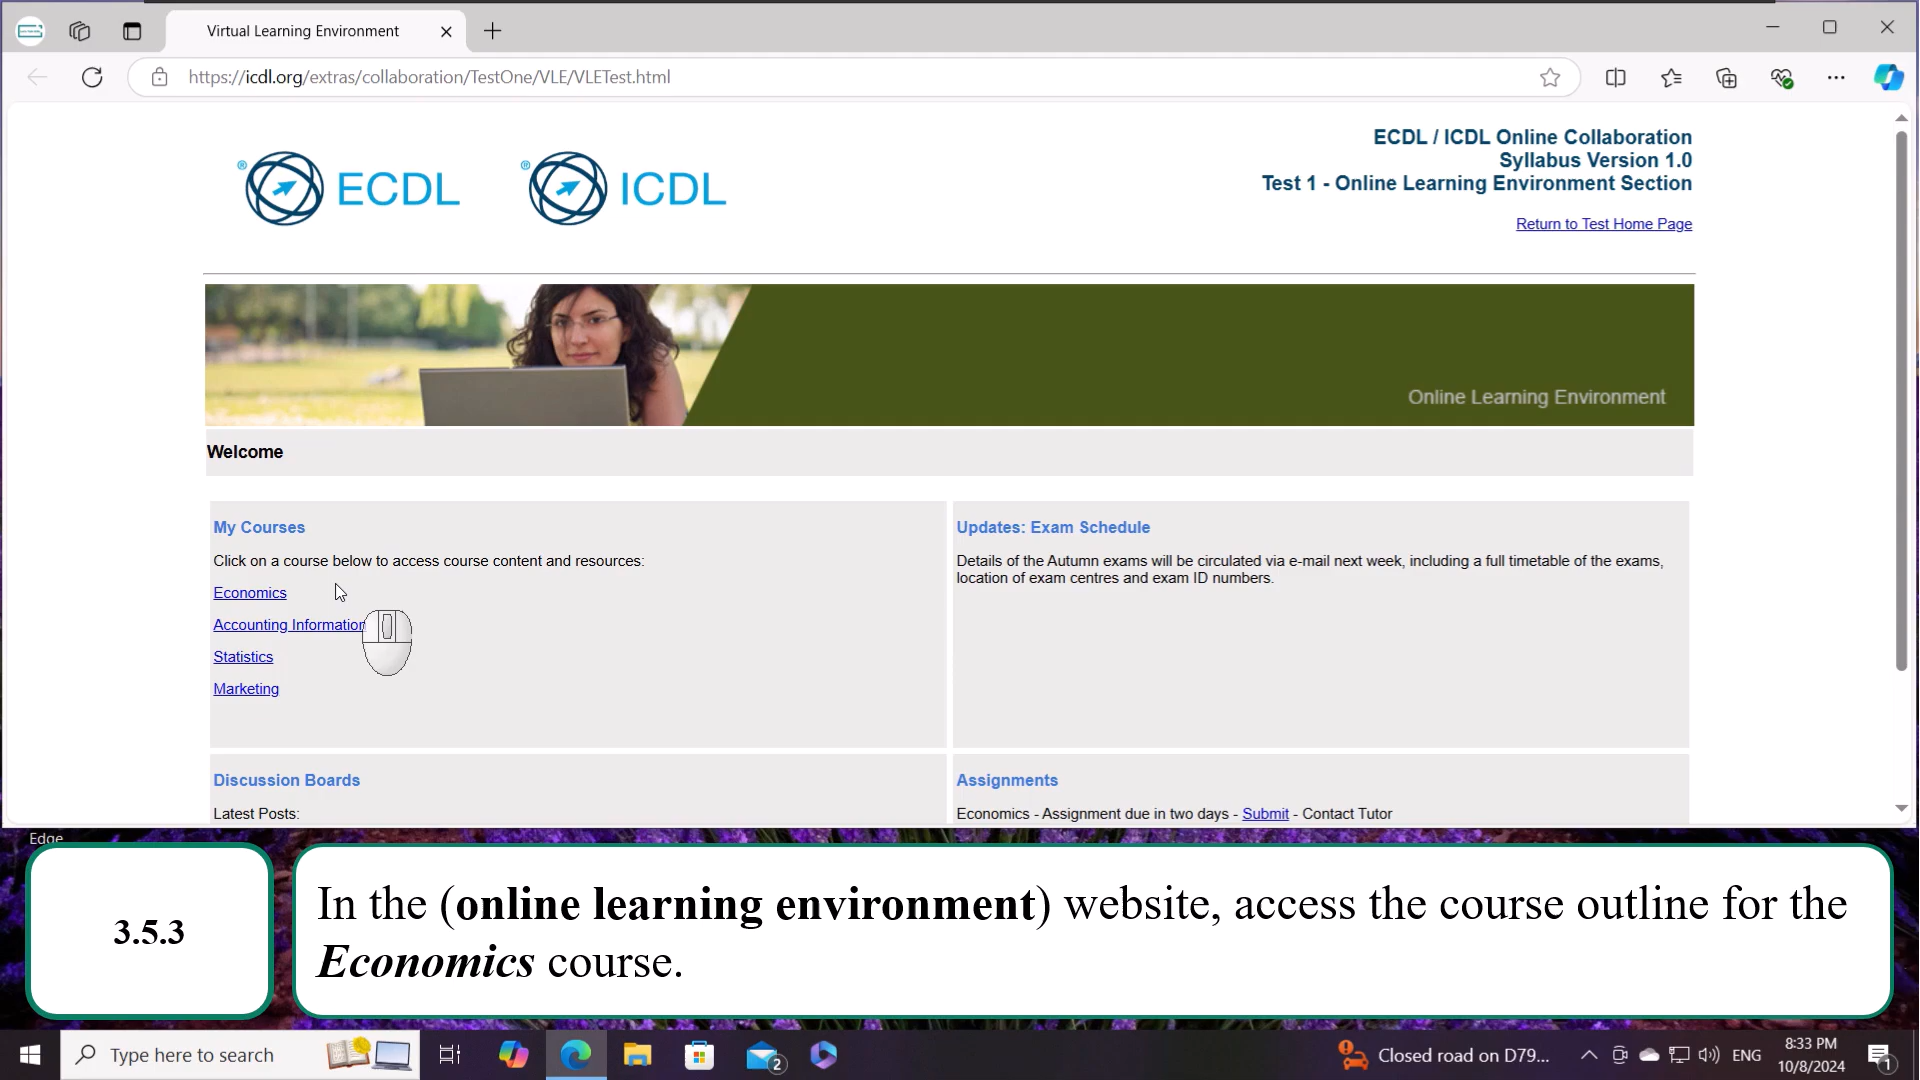 Virtual Learning Environment
https://icdl.org/extras/collaboration/TestOne/VLE/VLETest.html
® ECDL
® ICDL
ECDL / ICDL Online Collaboration
Syllabus Version 1.0
Test 1 - Online Learning Environment Section
Return to Test Home Page
Online Learning Environment
Welcome
My Courses
Click on a course below to access course content and resources:
Economics
Accounting Information
Statistics
Marketing
Updates: Exam Schedule
Details of the Autumn exams will be circulated via e-mail next week, including a full timetable of the exams,
location of exam centres and exam ID numbers.
Discussion Boards
Latest Posts:
Assignments
Economics - Assignment due in two days - Submit - Contact Tutor
Edge
3.5.3
In the (online learning environment) website, access the course outline for the
Economics course.
Type here to search
2
Closed road on D79...
ENG
8:33 PM
10/8/2024
1